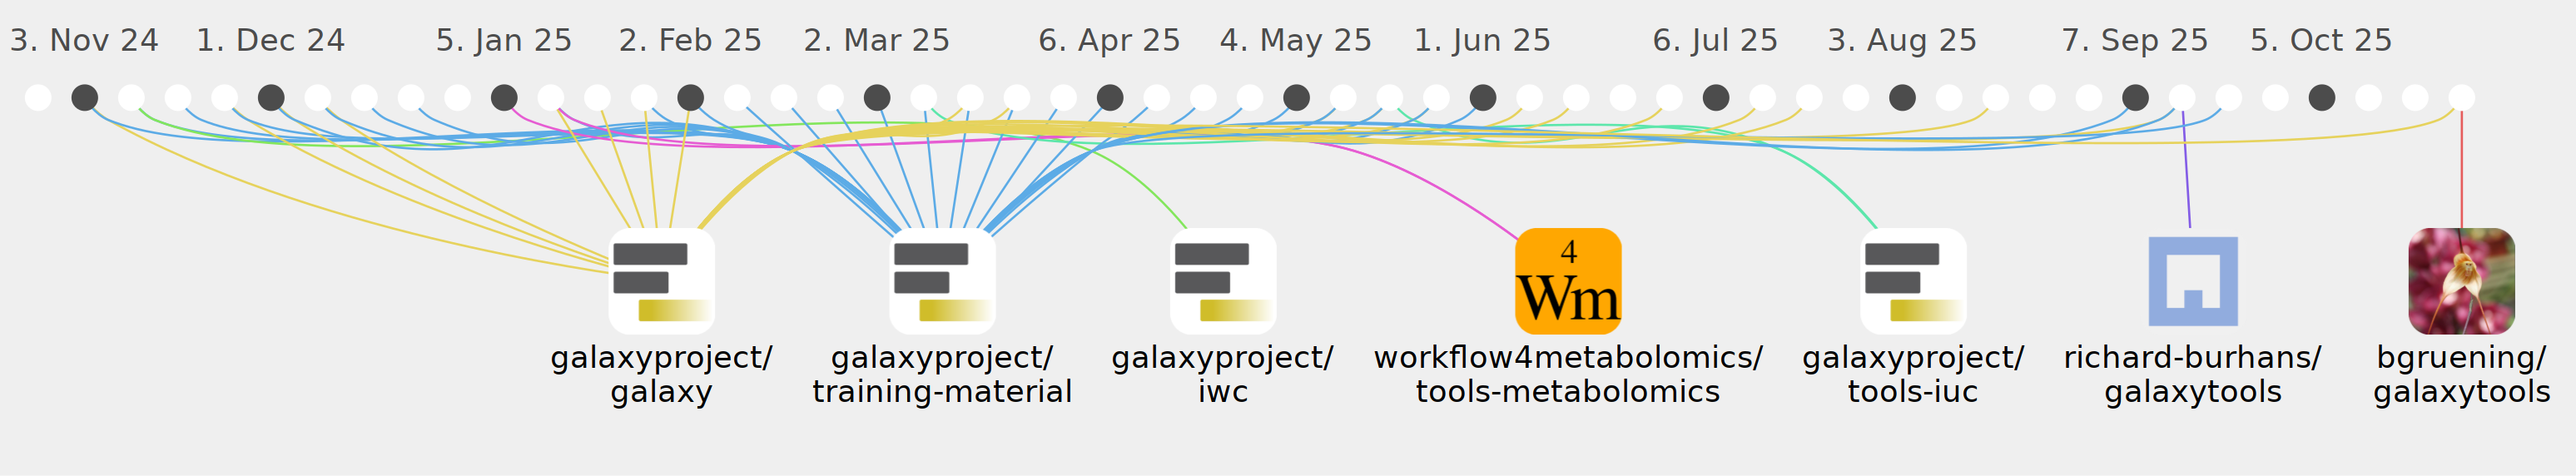 3. Nov 24 1. Dec 24 5. Jan 25 2. Feb 25 2. Mar 25 6. Apr 25 4. May 25 1. Jun 25 6. Jul 25 3. Aug 25 7. Sep 25 5. Oct 25
4
Wm
galaxyproject/ galaxyproject/ galaxyproject/ workflow4metabolomics/ galaxyproject/ richard-burhans/ bgruening/
galaxy training-material iwc tools-metabolomics tools-iuc galaxytools galaxytools